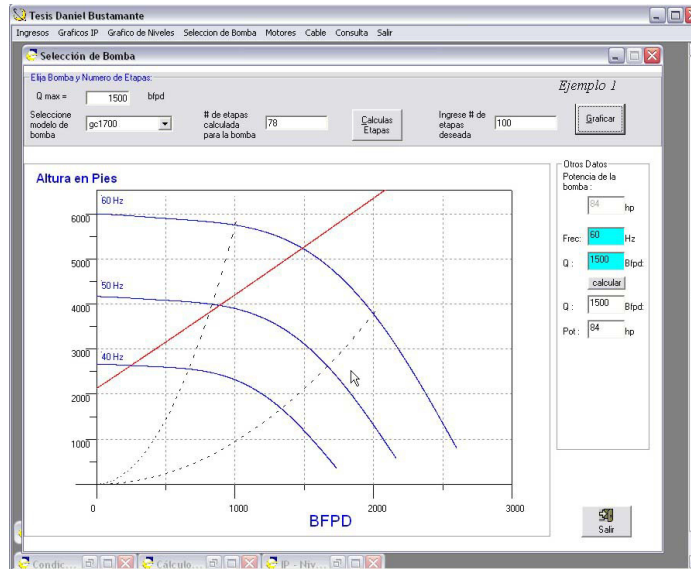 Tesis Daniel Bustamante
Ingresos Graficos IP Grafico de Niveles Seleccion de Bomba Motores Cable Consulta Salir
Selección de Bomba
Elija Bomba y Numero de Etapas:
Ejemplo 1
Q max = 1500 bfpd
Seleccione modelo de bomba
gc1700
# de etapas calculada para la bomba
78
Calculas Etapas
Ingrese # de etapas deseada
100
Graficar
Altura en Pies
60 Hz
6000
5000
50 Hz
4000
3000
40 Hz
2000
1000
0
1000
2000
3000
BFPD
Otros Datos
Potencia de la bomba :
84 hp
Frec: 60 Hz
Q : 1500 Bfpd:
calcular
Q : 1500 Bfpd:
Pot : 84 hp
Salir
Condic... Cálculo... IP - Niv...